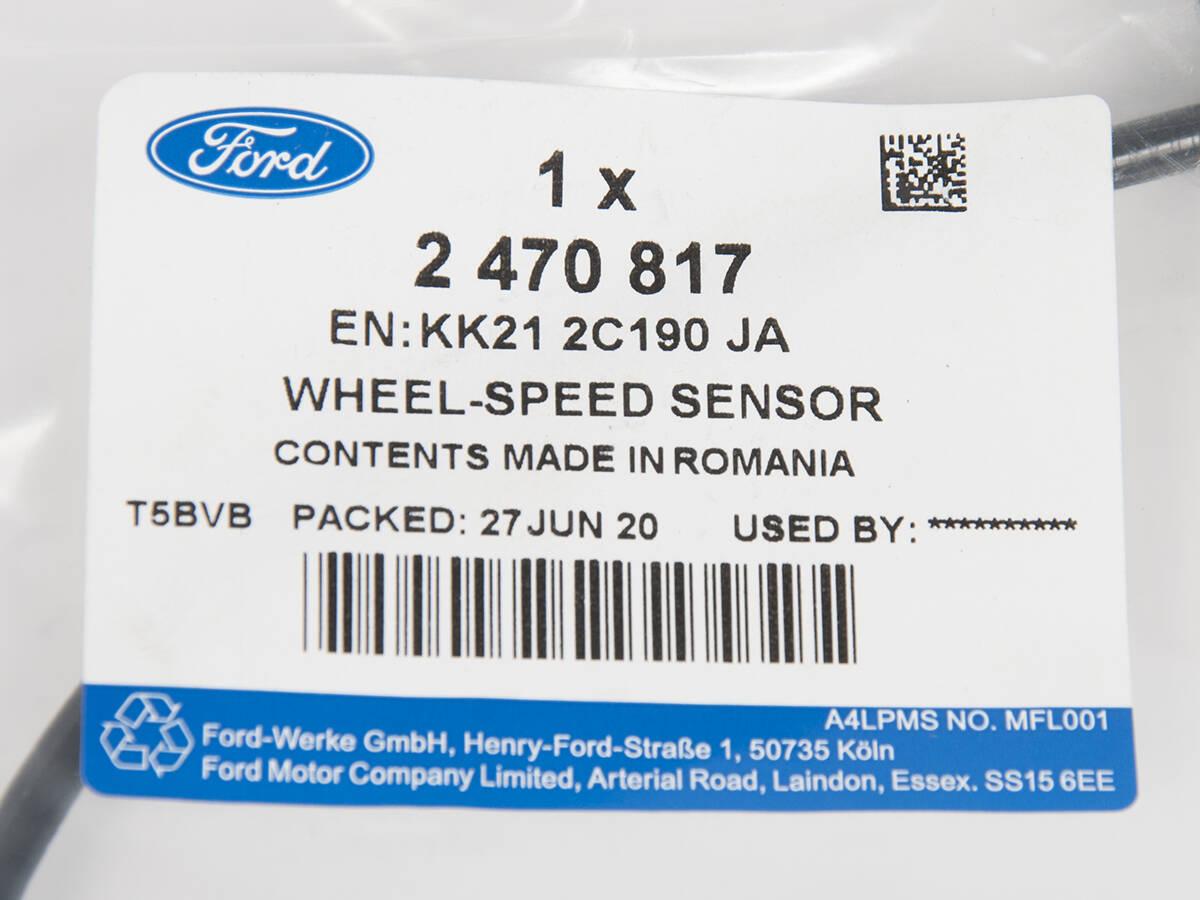 Ford
1 x
2 470 817
EN: KK21 2C190 JA
WHEEL-SPEED SENSOR
CONTENTS MADE IN ROMANIA
T5BVB PACKED: 27 JUN 20 USED BY: **********
A4LPMS NO. MFL001
Ford-Werke GmbH, Henry-Ford-Straße 1, 50735 Köln
Ford Motor Company Limited, Arterial Road, Laindon, Essex. SS15 6EE